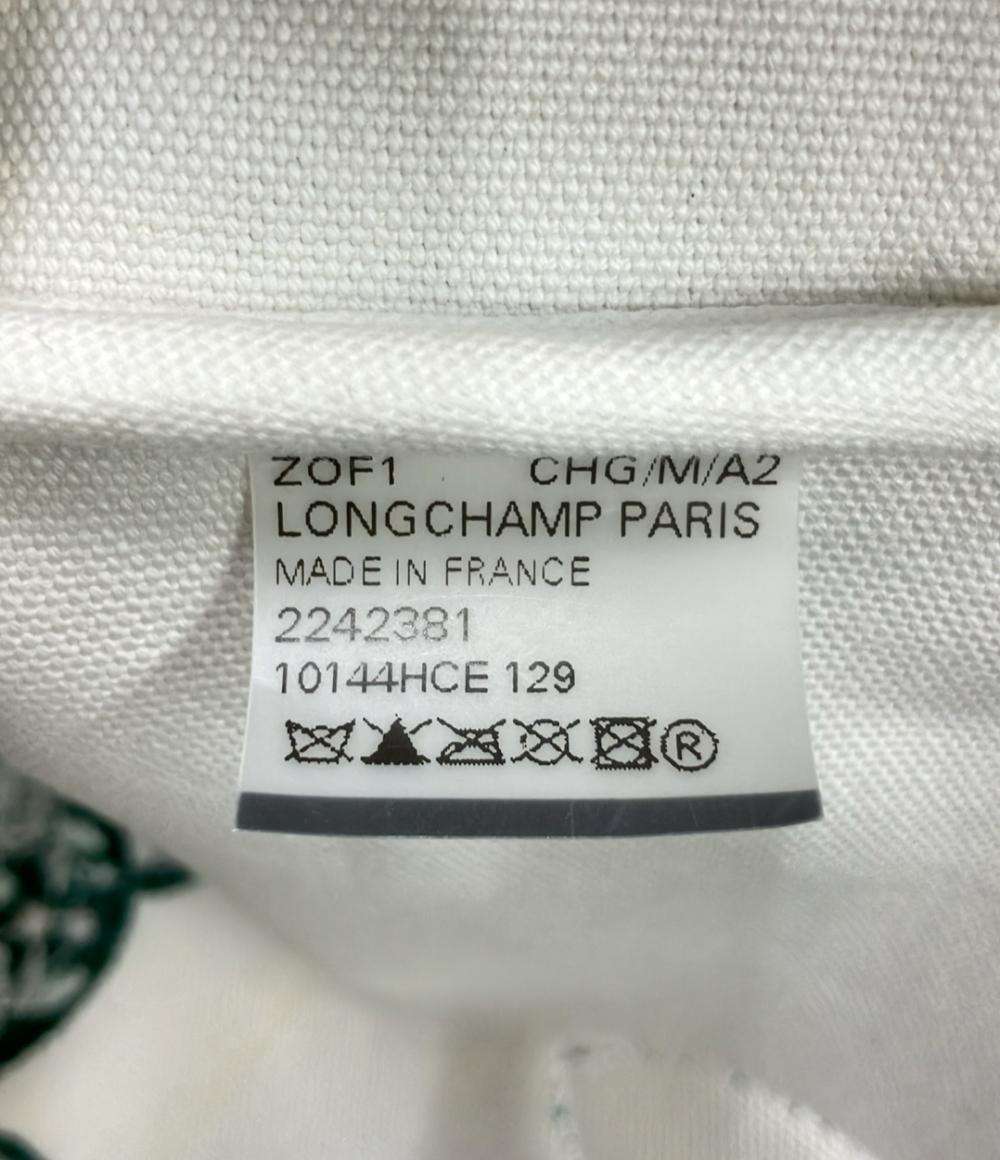 ZOF1 CHG/M/A2
LONGCHAMP PARIS
MADE IN FRANCE
2242381
10144HCE 129
®